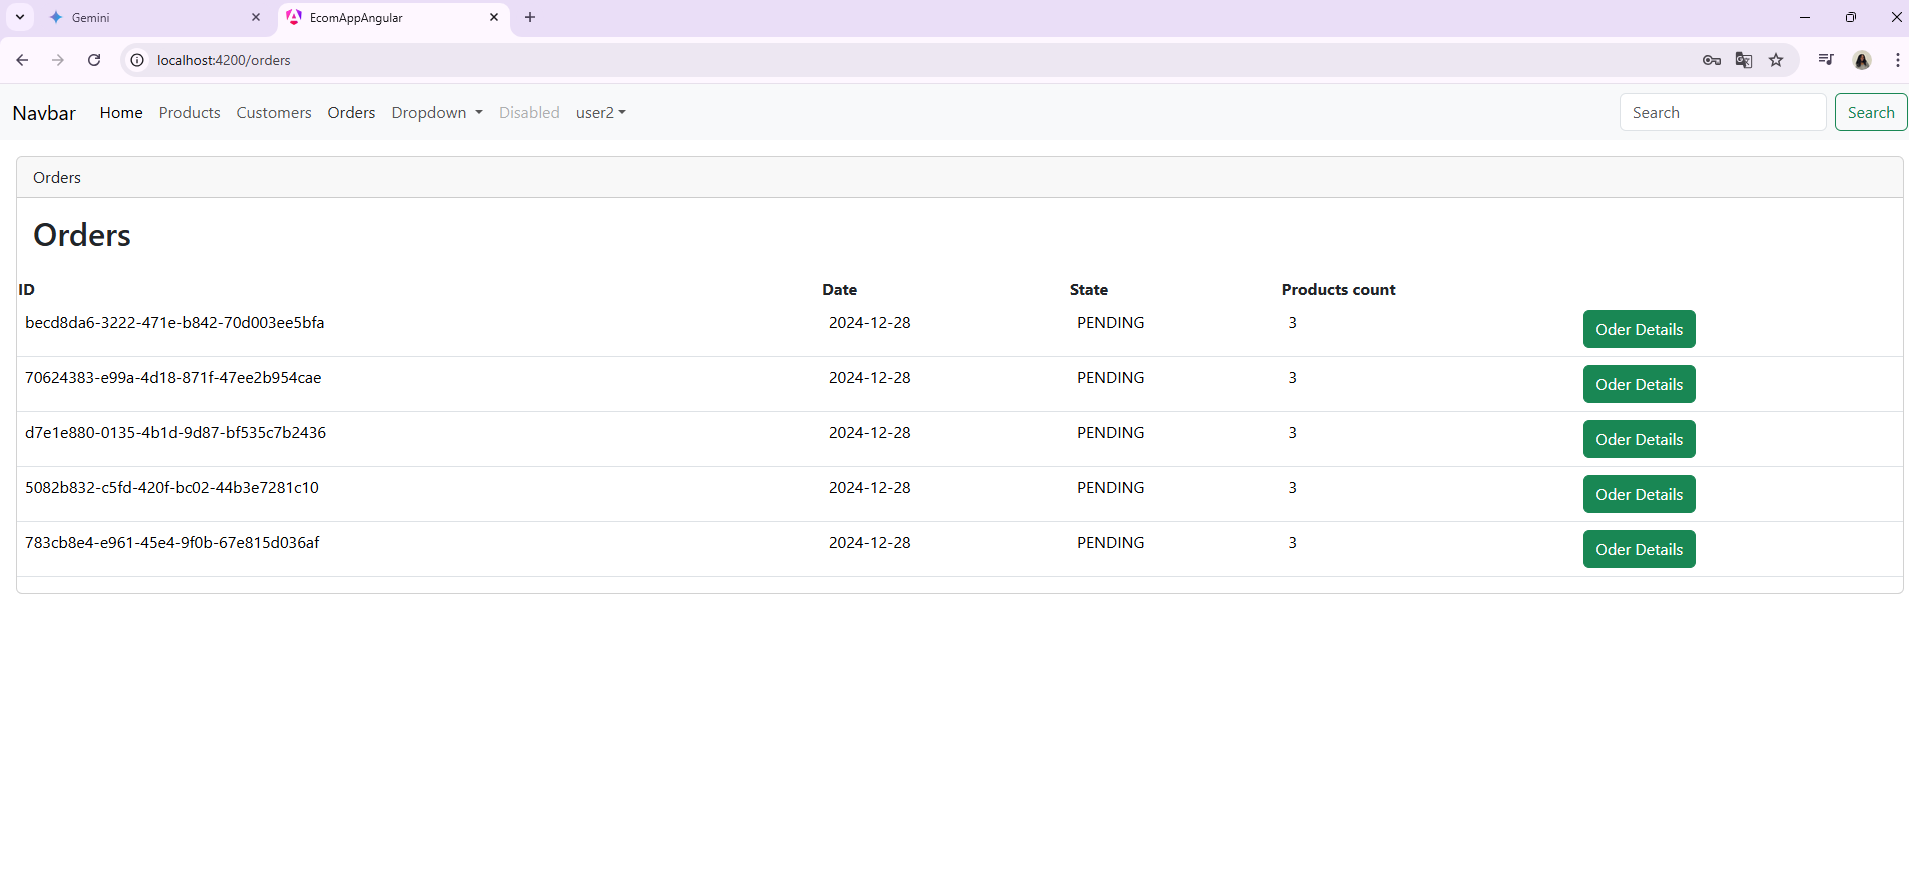 Gemini
EcomAppAngular
localhost:4200/orders
Navbar Home Products Customers Orders Dropdown Disabled user2 Search Search
Orders
Orders
ID Date State Products count
becd8da6-3222-471e-b842-70d003ee5bfa 2024-12-28 PENDING 3 Oder Details
70624383-e99a-4d18-871f-47ee2b954cae 2024-12-28 PENDING 3 Oder Details
d7e1e880-0135-4b1d-9d87-bf535c7b2436 2024-12-28 PENDING 3 Oder Details
5082b832-c5fd-420f-bc02-44b3e7281c10 2024-12-28 PENDING 3 Oder Details
783cb8e4-e961-45e4-9f0b-67e815d036af 2024-12-28 PENDING 3 Oder Details